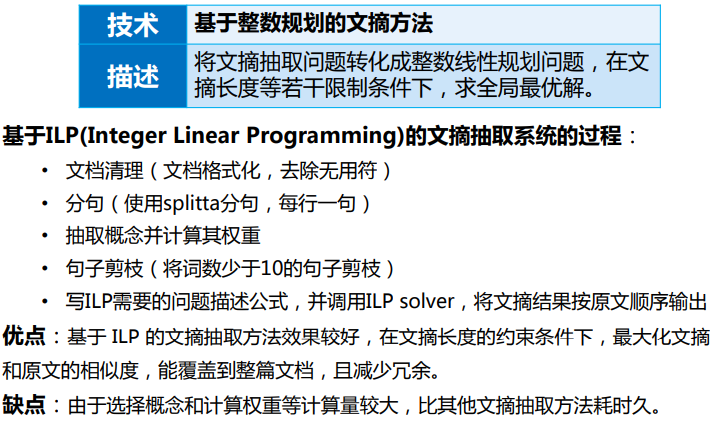 技术 基于整数规划的文摘方法
描述 将文摘抽取问题转化成整数线性规划问题，在文
摘长度等若干限制条件下，求全局最优解。
基于ILP(Integer Linear Programming)的文摘抽取系统的过程：
• 文档清理（文档格式化，去除无用符）
• 分句（使用splitta分句，每行一句）
• 抽取概念并计算其权重
• 句子剪枝（将词数少于10的句子剪枝）
• 写ILP需要的问题描述公式，并调用ILP solver，将文摘结果按原文顺序输出
优点：基于 ILP 的文摘抽取方法效果较好，在文摘长度的约束条件下，最大化文摘
和原文的相似度，能覆盖到整篇文档，且减少冗余。
缺点：由于选择概念和计算权重等计算量较大，比其他文摘抽取方法耗时久。